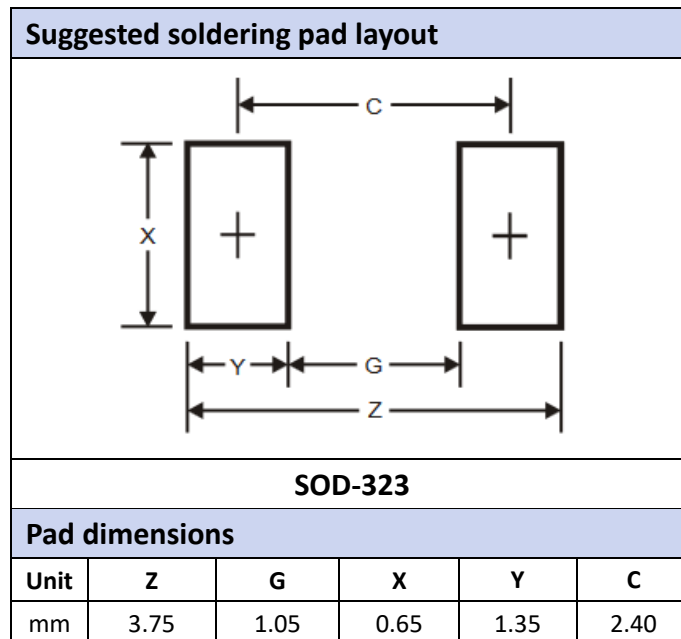 Suggested soldering pad layout
C
X
Y G
Z
SOD-323
Pad dimensions
Unit Z G X Y C
mm 3.75 1.05 0.65 1.35 2.40